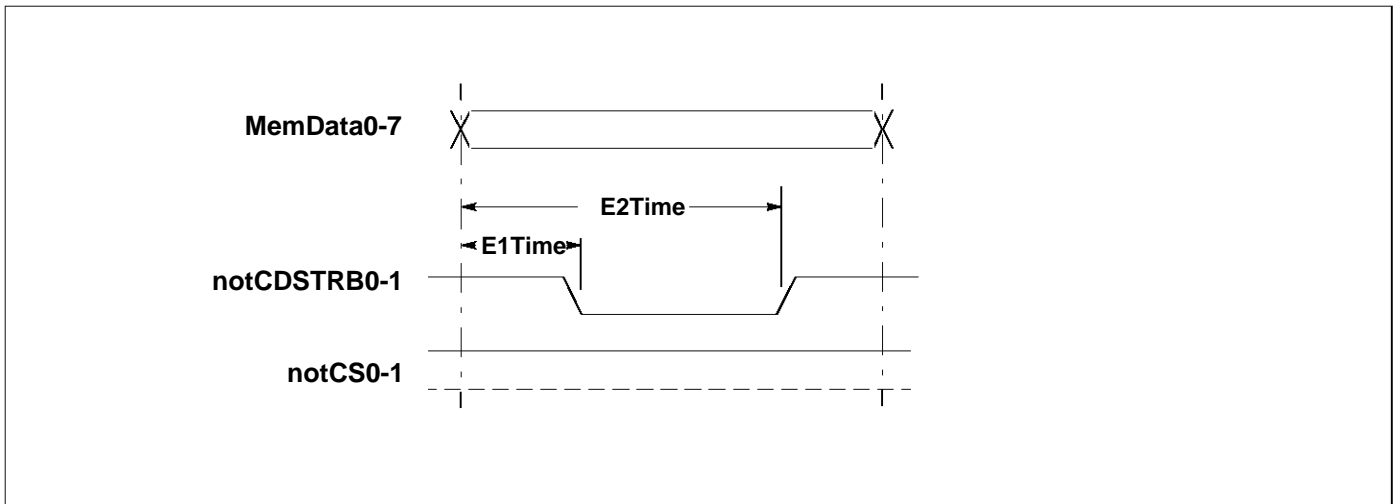 MemData0-7
E2Time
E1Time
notCDSTRB0-1
notCS0-1